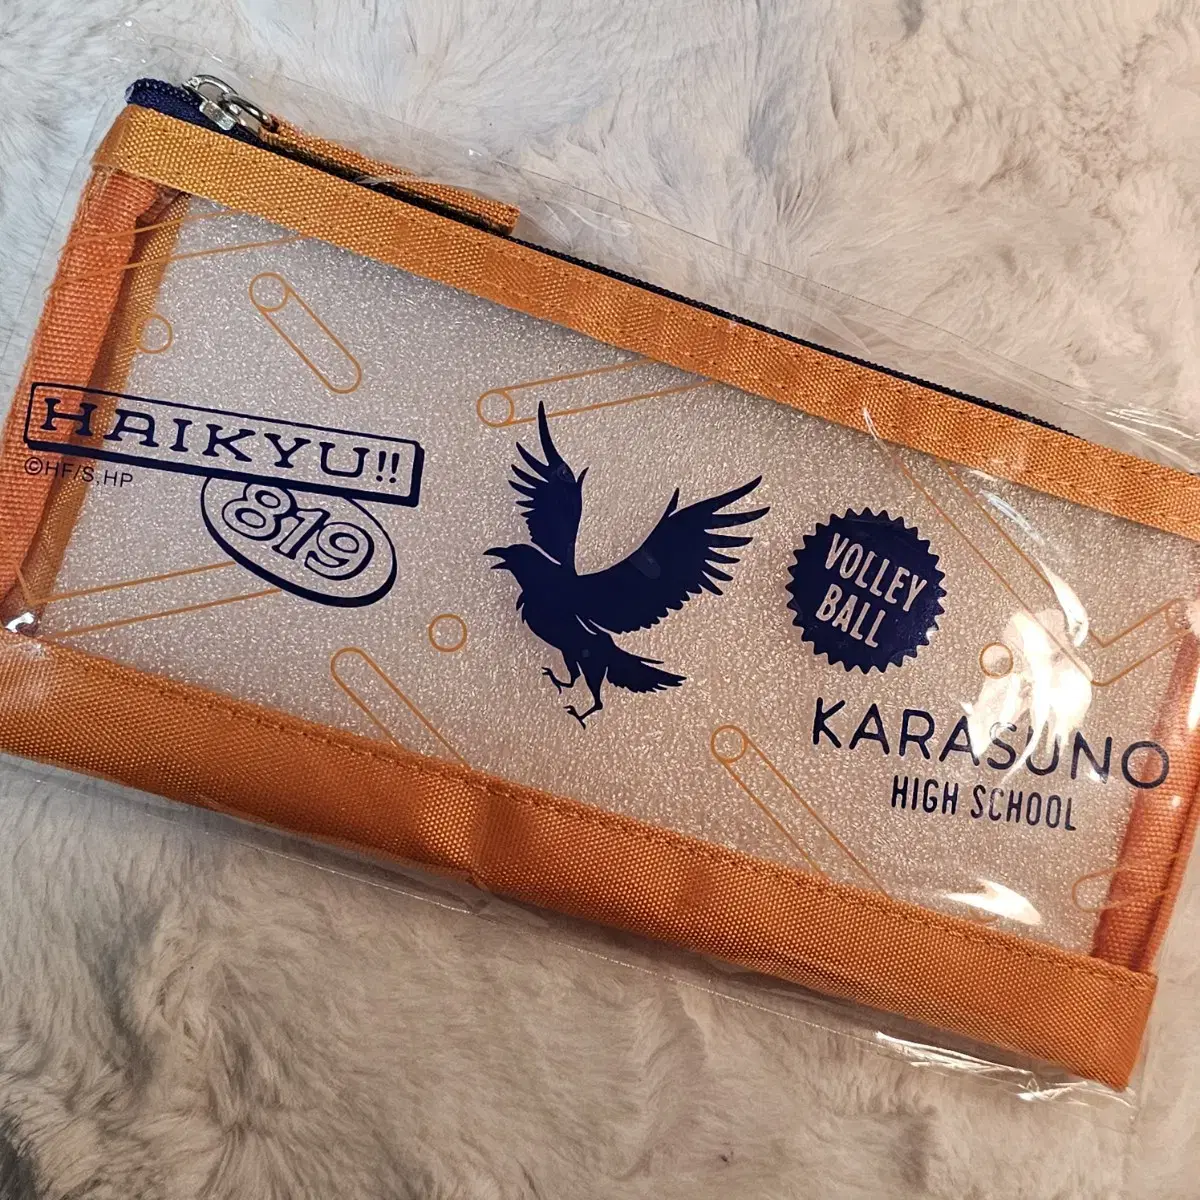 HAIKYU!!
©HF/S,HP
819
VOLLEY
BALL
KARASUNO
HIGH SCHOOL